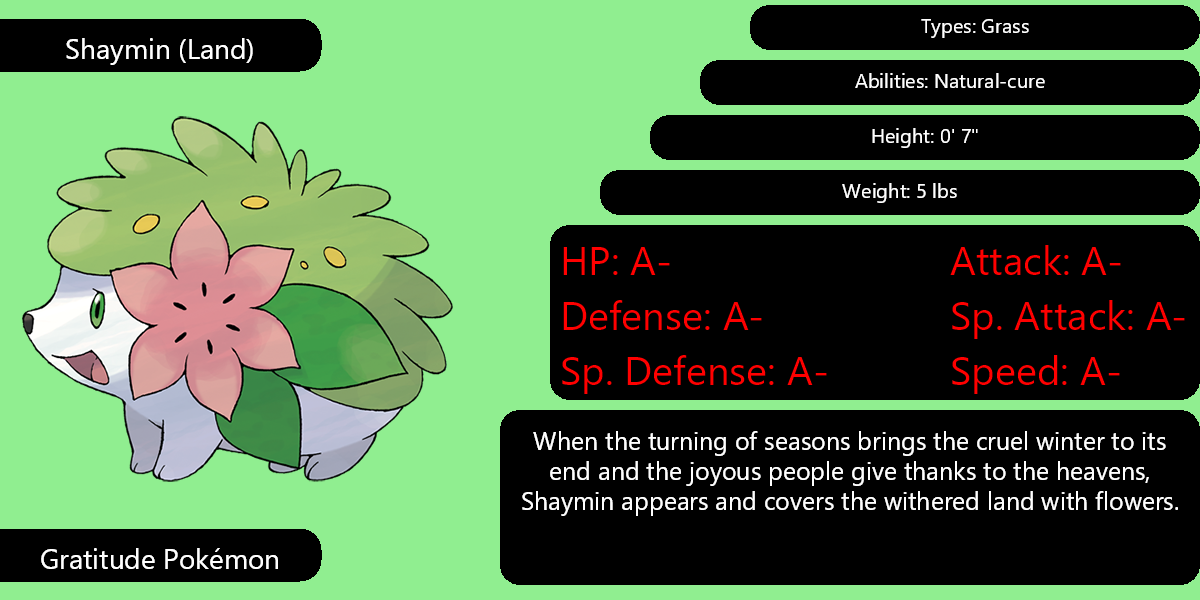 Shaymin (Land)
Types: Grass
Abilities: Natural-cure
Height: 0' 7"
Weight: 5 lbs
HP: A-
Attack: A-
Defense: A-
Sp. Attack: A-
Sp. Defense: A-
Speed: A-
When the turning of seasons brings the cruel winter to its
end and the joyous people give thanks to the heavens,
Shaymin appears and covers the withered land with flowers.
Gratitude Pokémon